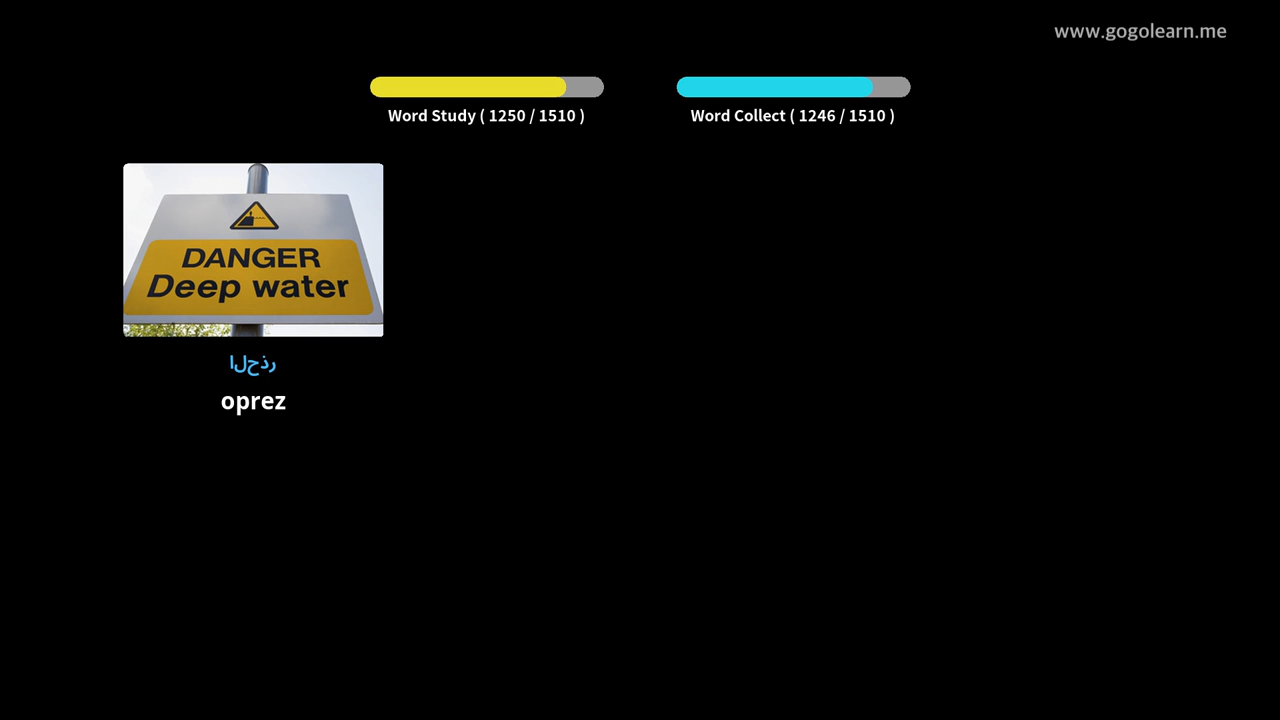 www.gogolearn.me
Word Study ( 1250 / 1510 )
Word Collect ( 1246 / 1510 )
DANGER
Deep water
الحذر
oprez